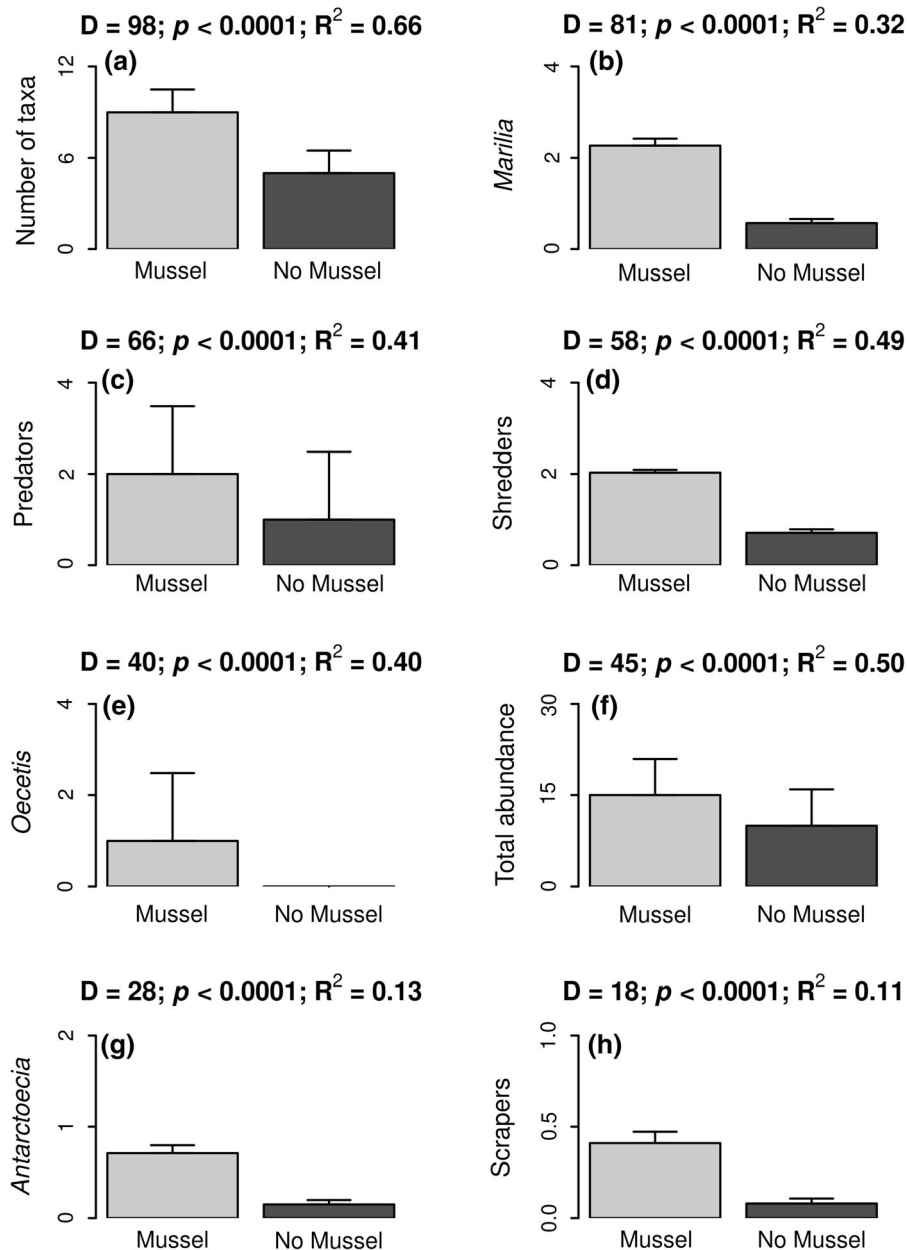 D = 98; p < 0.0001; R² = 0.66
(a)
Number of taxa
12
6
0
Mussel No Mussel
D = 81; p < 0.0001; R² = 0.32
(b)
Marilia
4
2
0
Mussel No Mussel
D = 66; p < 0.0001; R² = 0.41
(c)
Predators
4
2
0
Mussel No Mussel
D = 58; p < 0.0001; R² = 0.49
(d)
Shredders
4
2
0
Mussel No Mussel
D = 40; p < 0.0001; R² = 0.40
(e)
Oecetis
4
2
0
Mussel No Mussel
D = 45; p < 0.0001; R² = 0.50
(f)
Total abundance
30
15
0
Mussel No Mussel
D = 28; p < 0.0001; R² = 0.13
(g)
Antarctoecia
2
1
0
Mussel No Mussel
D = 18; p < 0.0001; R² = 0.11
(h)
Scrapers
1.0
0.5
0.0
Mussel No Mussel